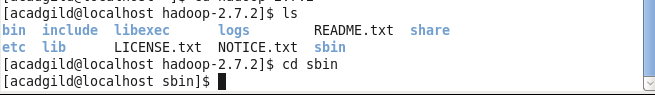 [acadgild@localhost hadoop-2.7.2]$ ls
bin  include  libexec      logs        README.txt  share
etc  lib      LICENSE.txt  NOTICE.txt  sbin
[acadgild@localhost hadoop-2.7.2]$ cd sbin
[acadgild@localhost sbin]$